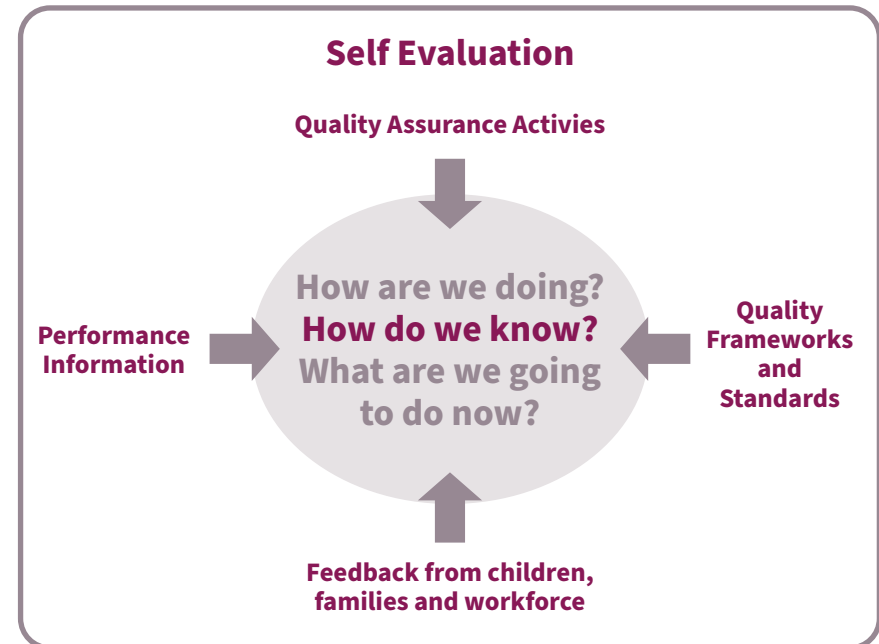 Self Evaluation
Quality Assurance Activies
How are we doing?
How do we know?
What are we going
to do now?
Performance
Information
Quality
Frameworks
and
Standards
Feedback from children,
families and workforce